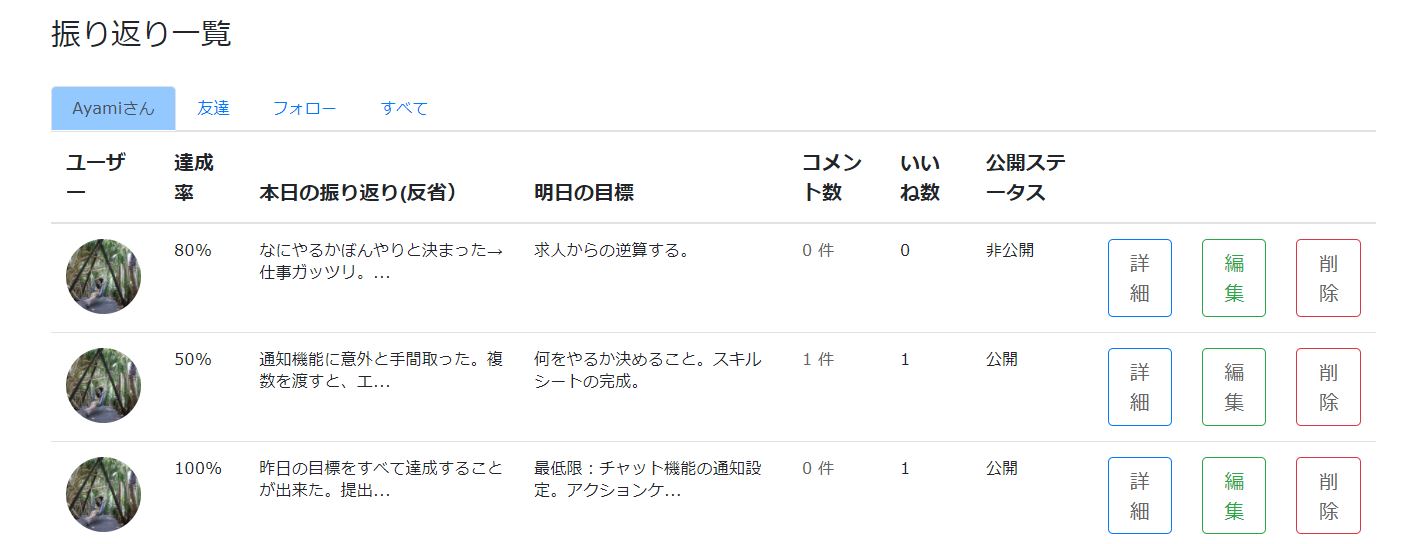 振り返り一覧
Ayamiさん 友達 フォロー すべて
ユーザ 達成 コメン いい 公開ステ
ー 率 本日の振り返り(反省） 明日の目標 ト数 ね数 ータス
80% なにやるかぼんやりと決まった→ 求人からの逆算する。 0 件 0 非公開 詳 編 削
仕事ガッツリ。... 細 集 除
50% 通知機能に意外と手間取った。複 何をやるか決めること。スキル 1 件 1 公開 詳 編 削
数を渡すと、エ... シートの完成。 細 集 除
100% 昨日の目標をすべて達成すること 最低限：チャット機能の通知設 0 件 1 公開 詳 編 削
が出来た。提出... 定。アクションケ... 細 集 除